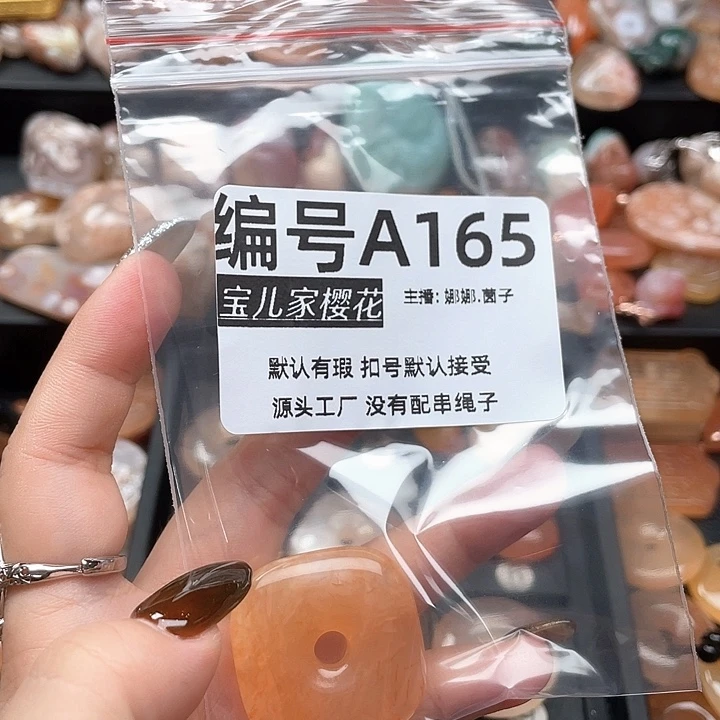 编号A165
宝儿家樱花 主播: 娜娜.茵子
默认有瑕 扣号默认接受
源头工厂 没有配串绳子